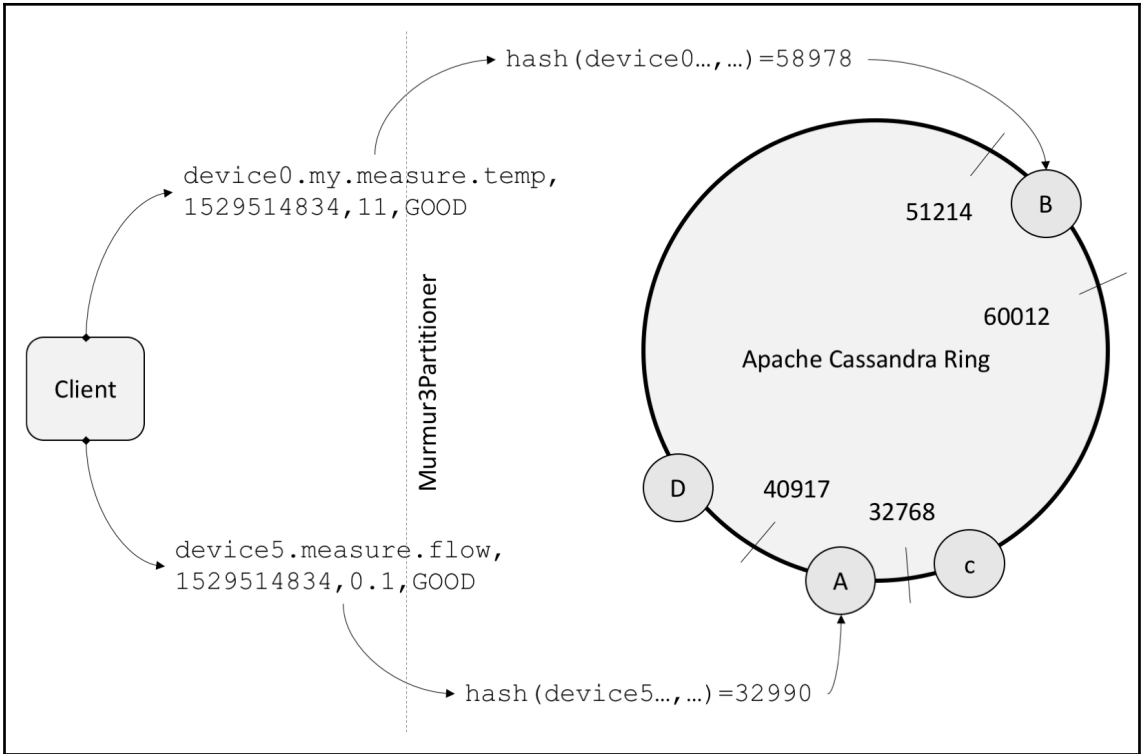 hash(device0…,…)=58978
device0.my.measure.temp,
1529514834,11,GOOD
B
51214
60012
Murmur3Partitioner
Apache Cassandra Ring
Client
D
40917
32768
device5.measure.flow,
1529514834,0.1,GOOD
A
c
hash(device5…,…)=32990